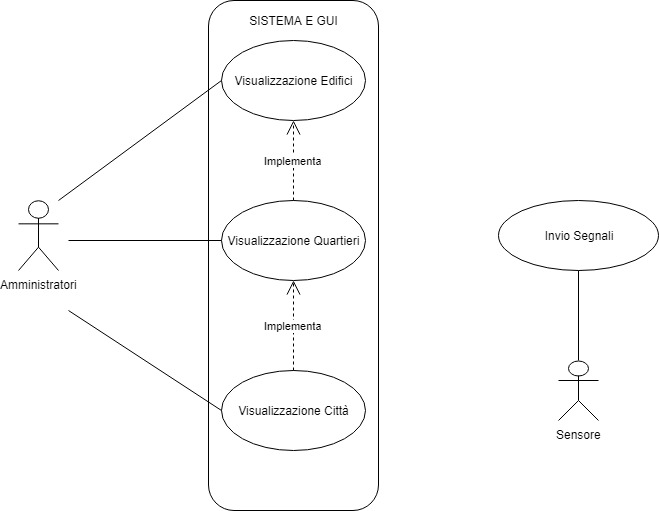 SISTEMA E GUI
Visualizzazione Edifici
Implementa
Visualizzazione Quartieri
Invio Segnali
Amministratori
Implementa
Visualizzazione Città
Sensore